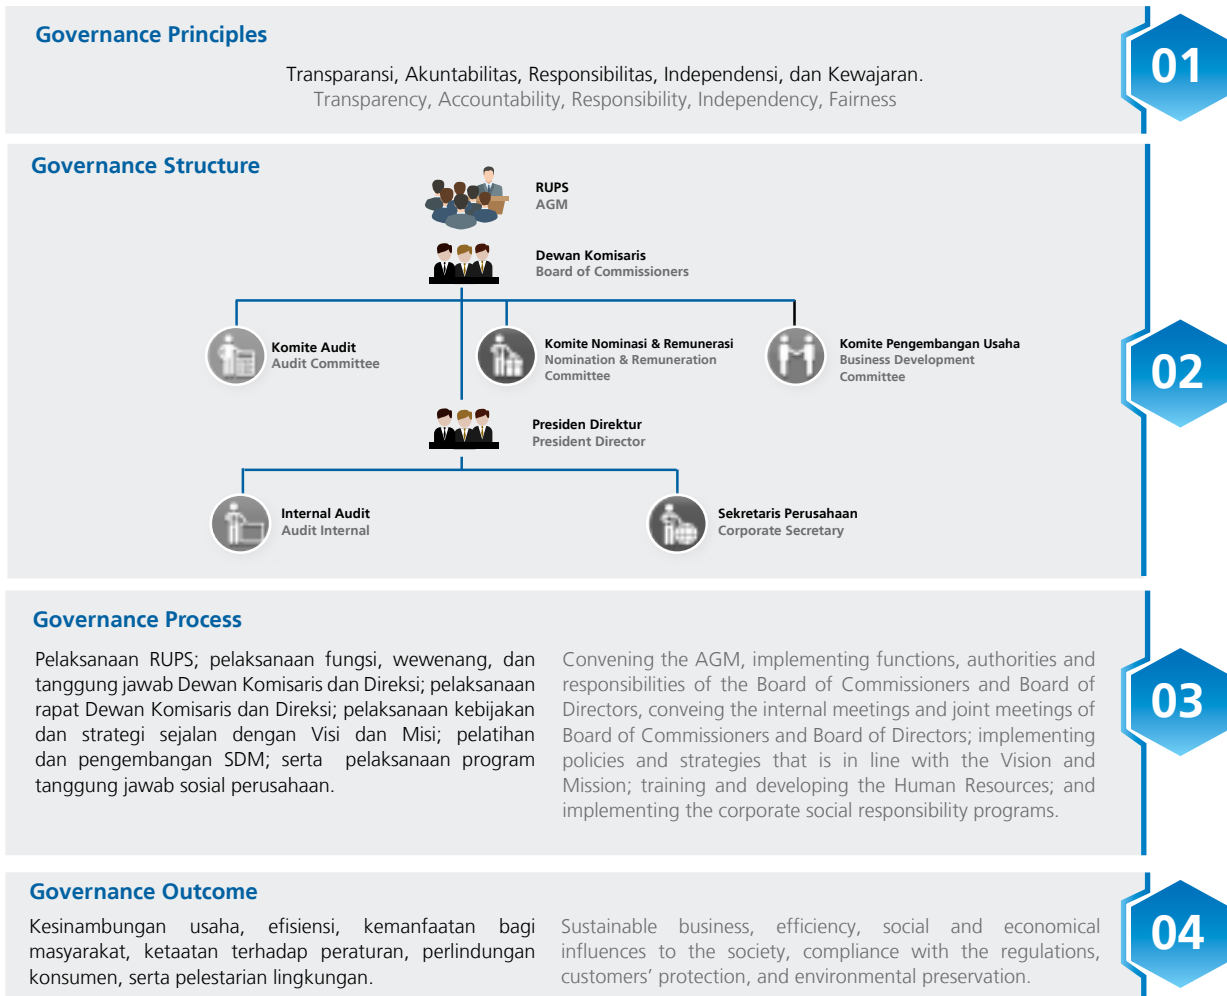 Governance Principles
01
Transparansi, Akuntabilitas, Responsibilitas, Independensi, dan Kewajaran.
Transparency, Accountability, Responsibility, Independency, Fairness
Governance Structure
02
RUPS
AGM
Dewan Komisaris
Board of Commissioners
Komite Audit
Audit Committee
Komite Nominasi & Remunerasi
Nomination & Remuneration
Committee
Komite Pengembangan Usaha
Business Development
Committee
Presiden Direktur
President Director
Internal Audit
Audit Internal
Sekretaris Perusahaan
Corporate Secretary
Governance Process
03
Pelaksanaan RUPS; pelaksanaan fungsi, wewenang, dan
tanggung jawab Dewan Komisaris dan Direksi; pelaksanaan
rapat Dewan Komisaris dan Direksi; pelaksanaan kebijakan
dan strategi sejalan dengan Visi dan Misi; pelatihan
dan pengembangan SDM; serta pelaksanaan program
tanggung jawab sosial perusahaan.
Convening the AGM, implementing functions, authorities and
responsibilities of the Board of Commissioners and Board of
Directors, conveing the internal meetings and joint meetings of
Board of Commissioners and Board of Directors; implementing
policies and strategies that is in line with the Vision and
Mission; training and developing the Human Resources; and
implementing the corporate social responsibility programs.
Governance Outcome
04
Kesinambungan usaha, efisiensi, kemanfaatan bagi
masyarakat, ketaatan terhadap peraturan, perlindungan
konsumen, serta pelestarian lingkungan.
Sustainable business, efficiency, social and economical
influences to the society, compliance with the regulations,
customers’ protection, and environmental preservation.